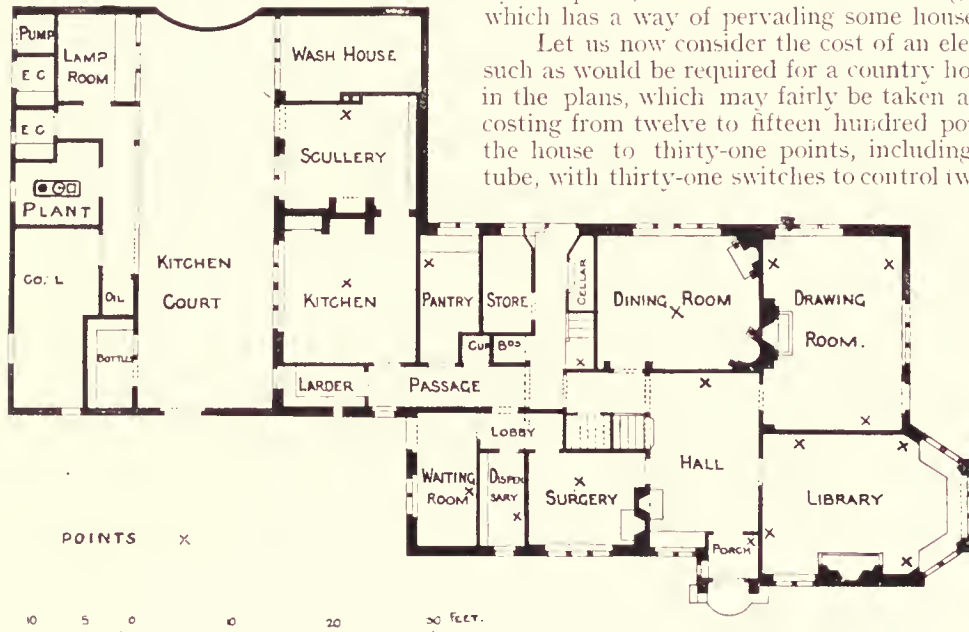 which has a way of pervading some house
Let us now consider the cost of an ele
such as would be required for a country ho
in the plans, which may fairly be taken a
costing from twelve to fifteen hundred po
the house to thirty-one points, including
tube, with thirty-one switches to control tw
PUMP
E C
LAMP
ROOM
WASH HOUSE
E C
SCULLERY
PLANT
KITCHEN
COURT
OIL
BOTTLES
KITCHEN
PANTRY
STORE
CELLAR
DINING ROOM
DRAWING
ROOM.
CUP BDS
LARDER
PASSAGE
LOBBY
HALL
WAITING
ROOM
DISPEN
SARY
SURGERY
LIBRARY
PORCH
POINTS X
10 5 0 10 20 30 FEET.